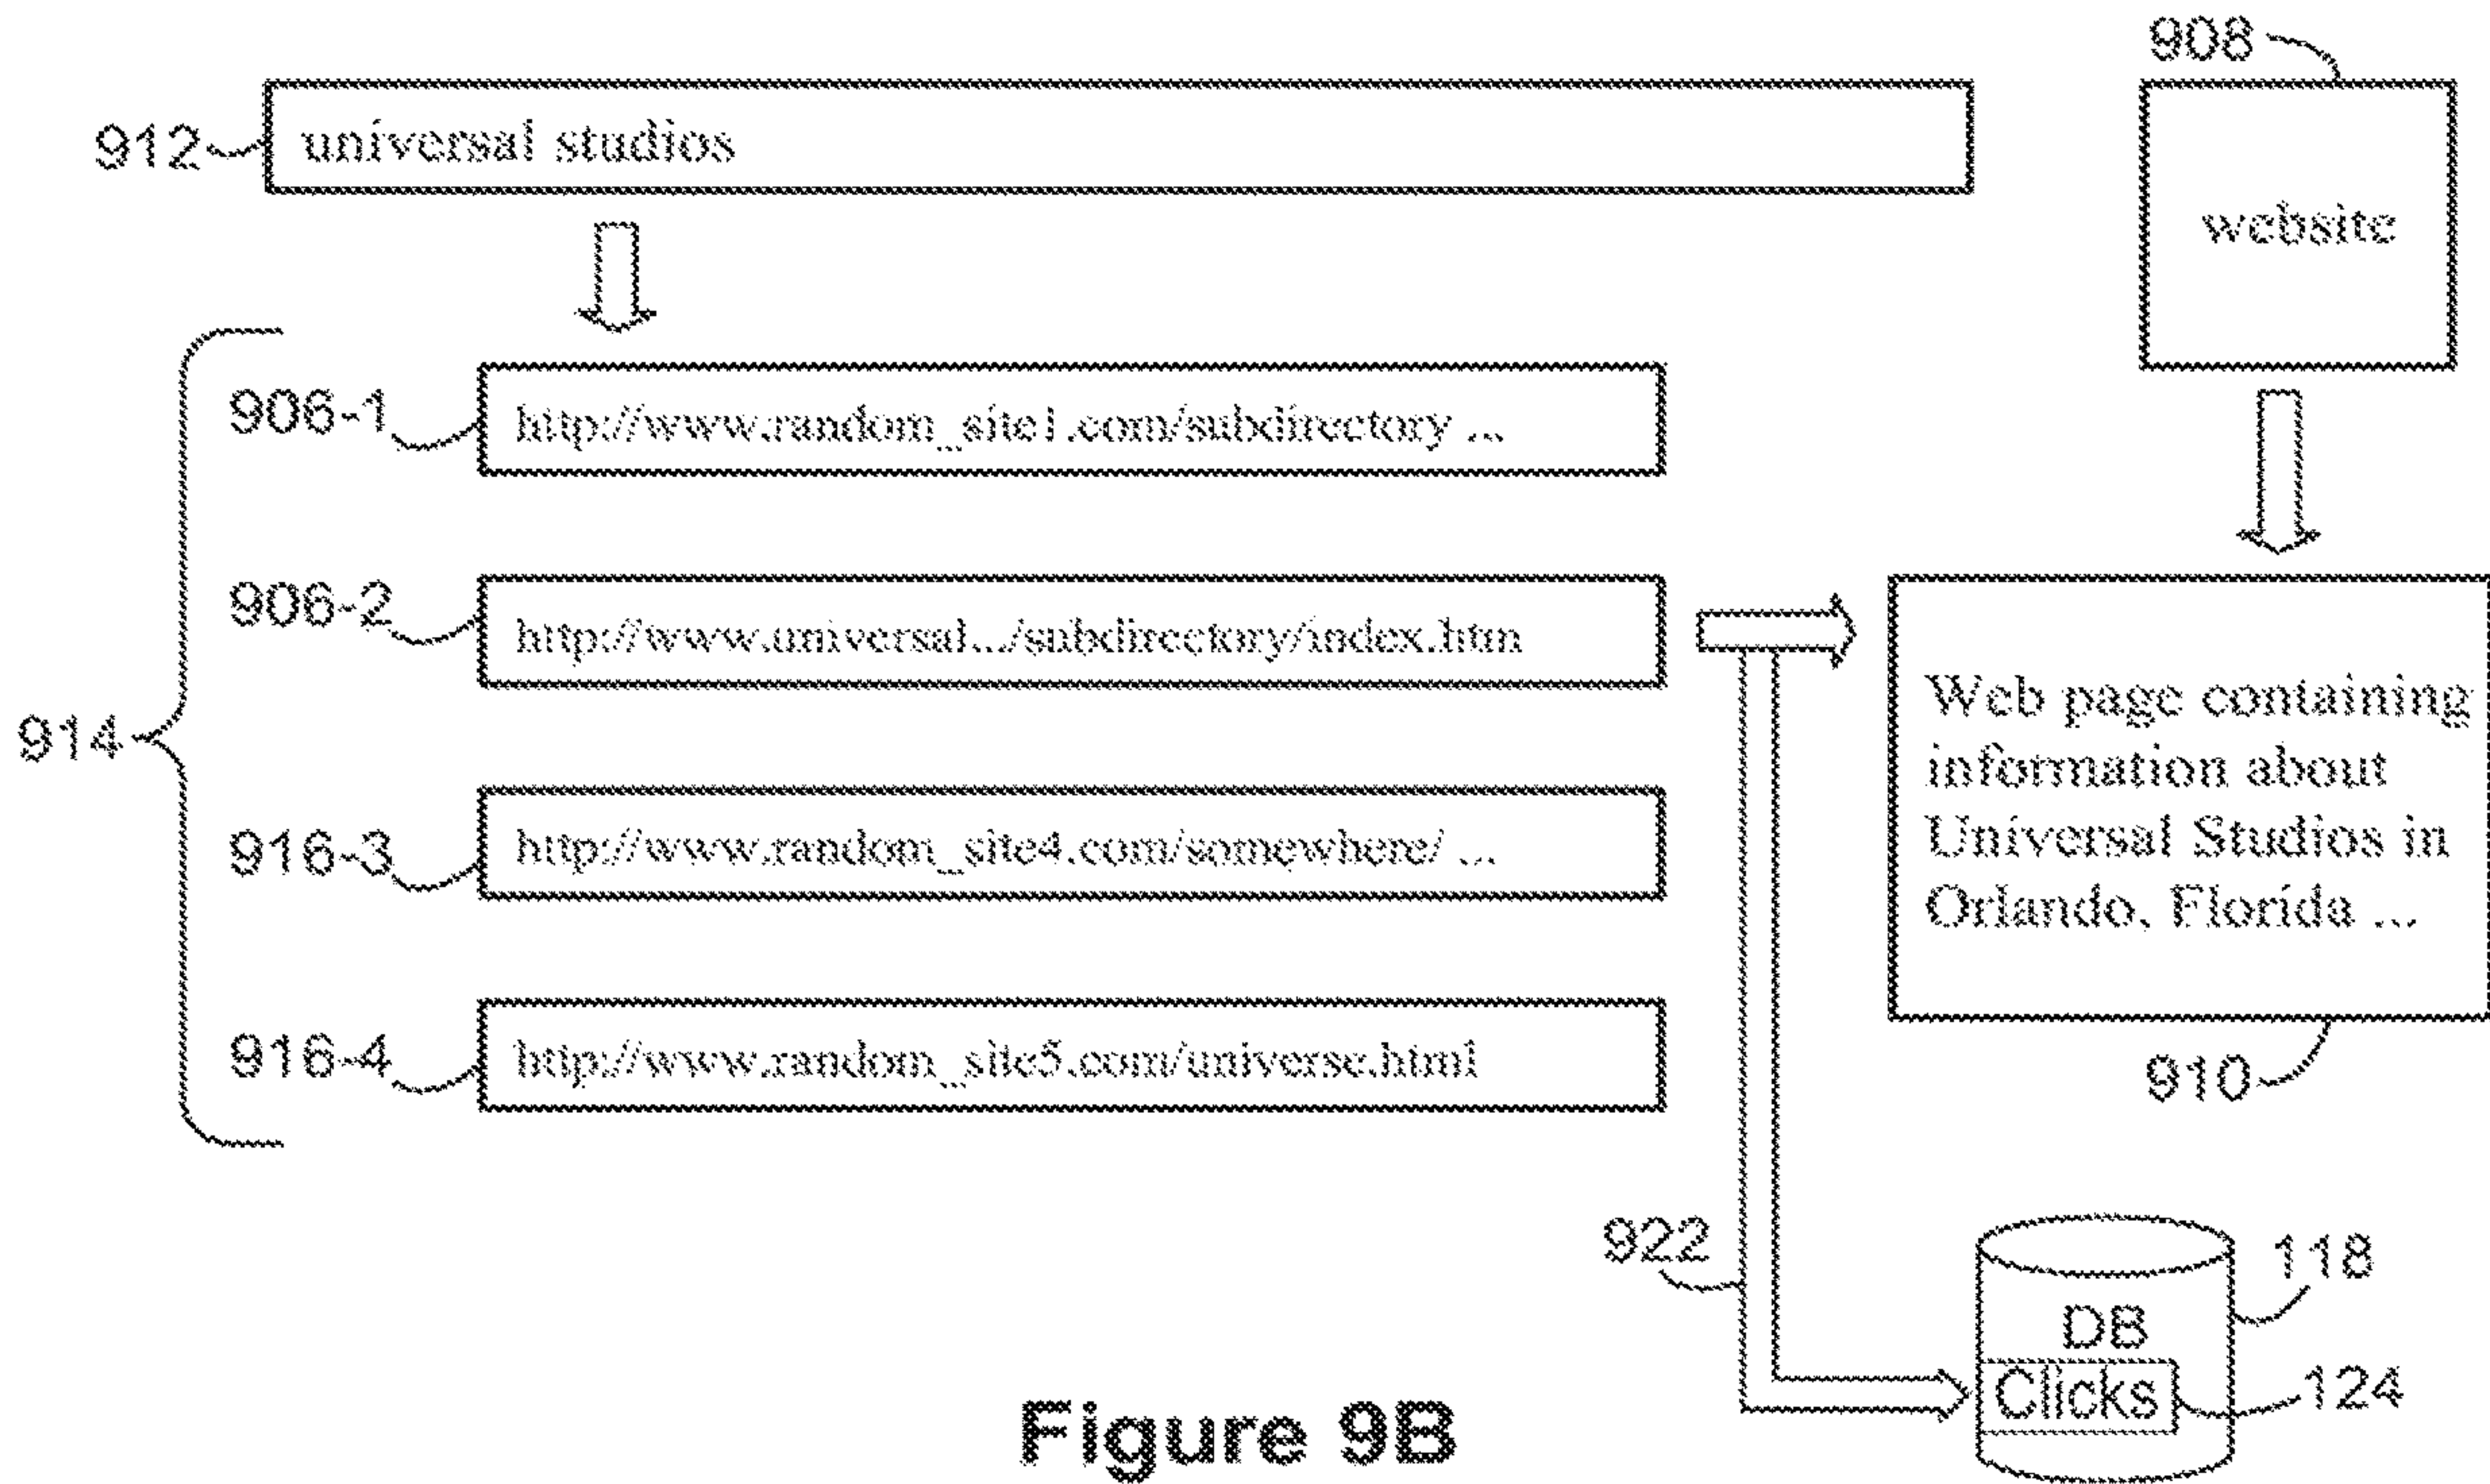 908
912
universal studios
website
906-1
http://www.random_site1.com/subdirectory ...
906-2
http://www.universal.../subdirectory/index.htm
914
Web page containing
information about
Universal Studios in
Orlando, Florida ...
916-3
http://www.random_site4.com/somewhere/ ...
916-4
http://www.random_site5.com/universe.html
910
922
118
DB
Clicks
124
Figure 9B